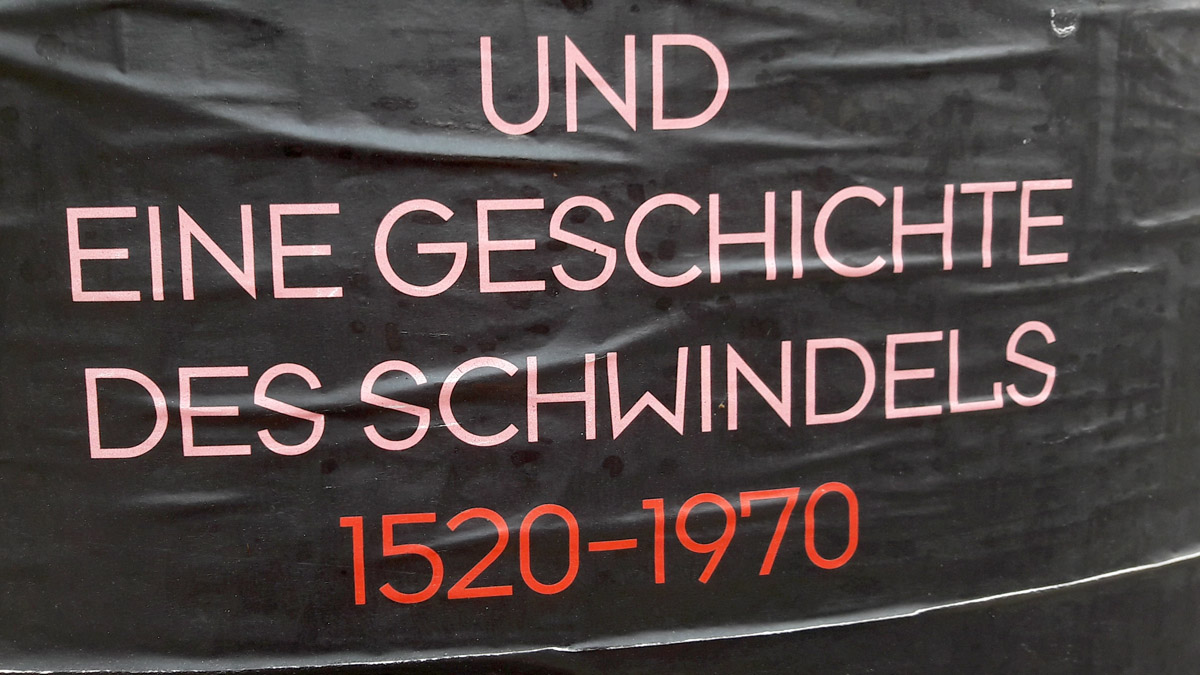 UND
EINE GESCHICHTE
DES SCHWINDELS
1520-1970